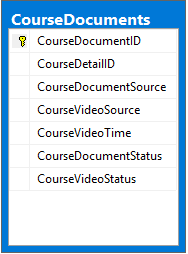 CourseDocuments
CourseDocumentID
CourseDetailID
CourseDocumentSource
CourseVideoSource
CourseVideoTime
CourseDocumentStatus
CourseVideoStatus